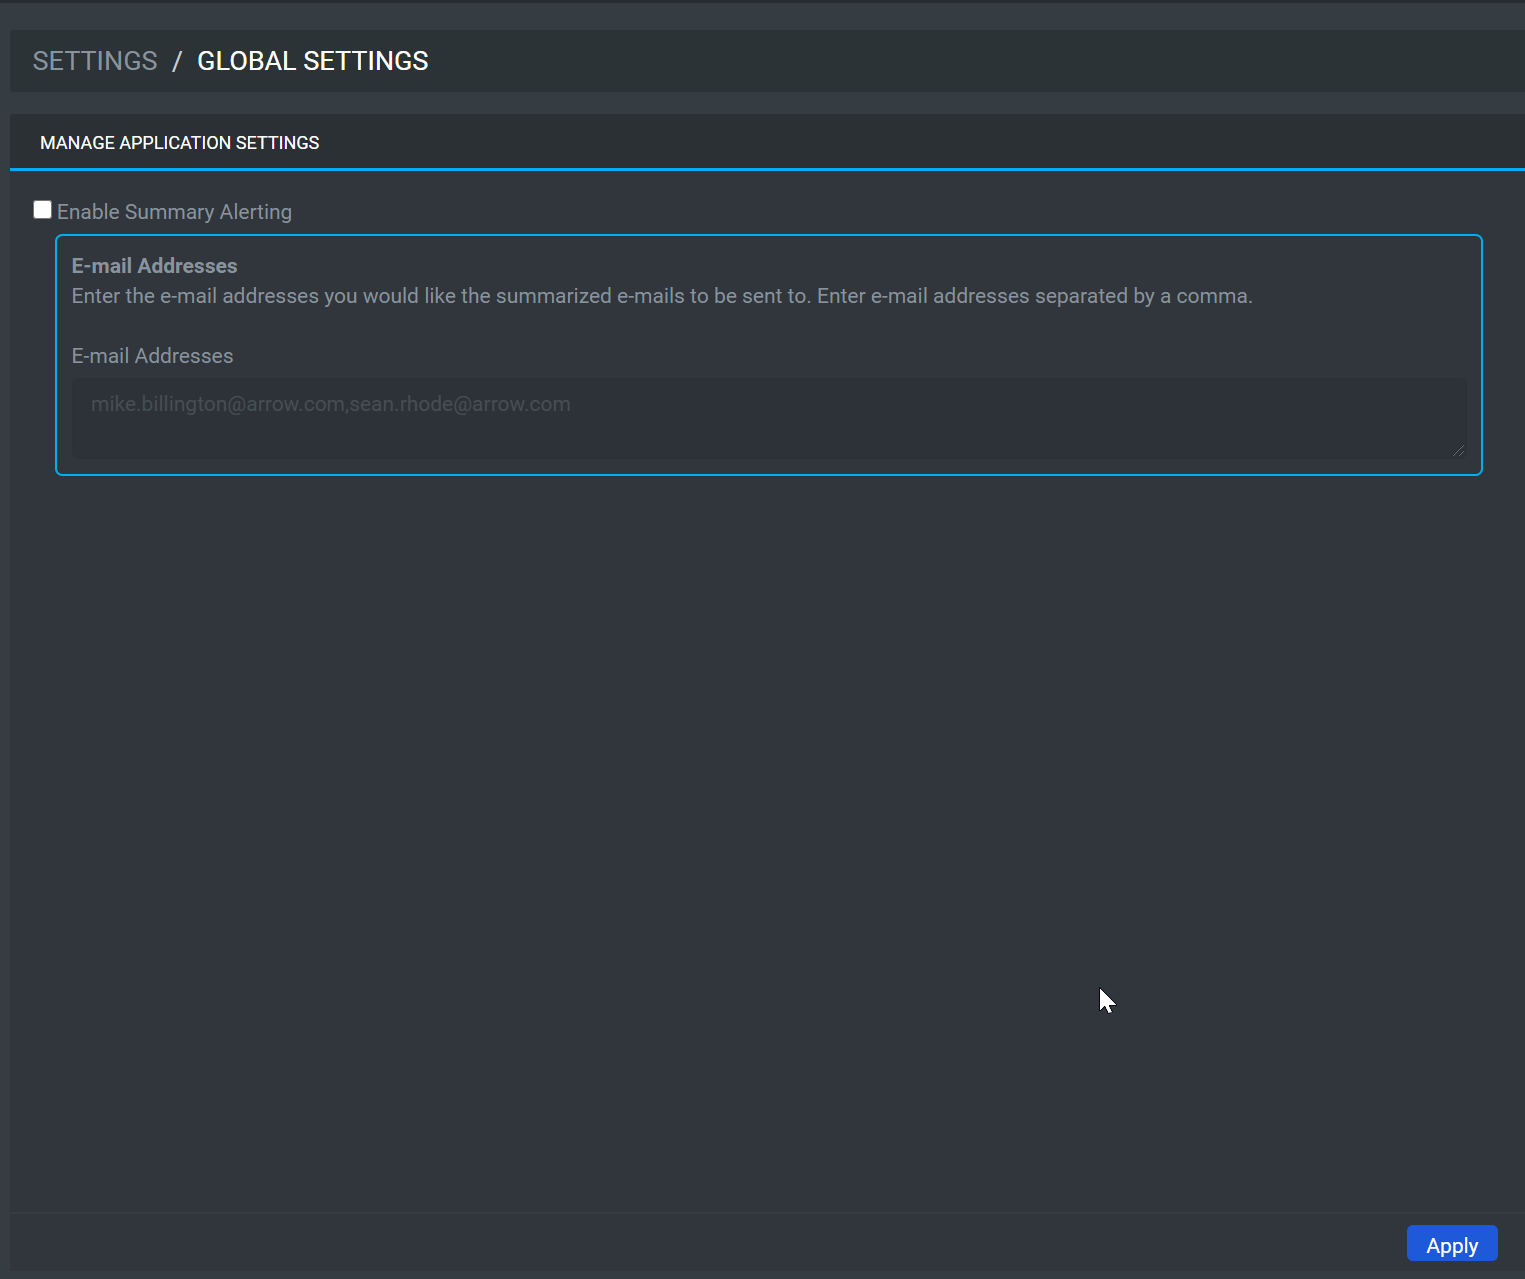 SETTINGS / GLOBAL SETTINGS
MANAGE APPLICATION SETTINGS
Enable Summary Alerting
E-mail Addresses
Enter the e-mail addresses you would like the summarized e-mails to be sent to. Enter e-mail addresses separated by a comma.
E-mail Addresses
mike.billington@arrow.com,sean.rhode@arrow.com
Apply